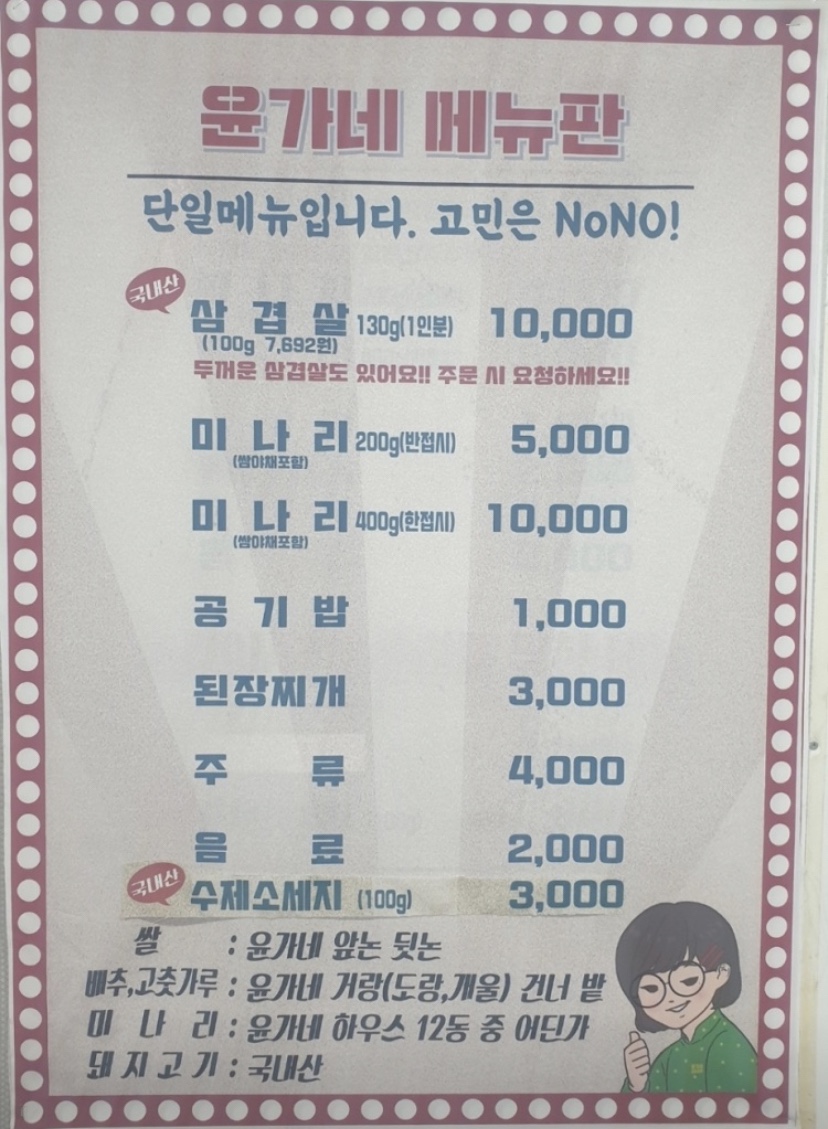 윤가네 메뉴판
단일메뉴입니다. 고민은 NoNO!
국내산
삼겹살 130g(1인분) 10,000
(100g 7,692원)
두꺼운 삼겹살도 있어요!! 주문 시 요청하세요!!
미나리 200g(반접시) 5,000
(쌈야채포함)
미나리 400g(한접시) 10,000
(쌈야채포함)
공기밥 1,000
된장찌개 3,000
주류 4,000
음료 2,000
국내산
수제소세지 (100g) 3,000
쌀 : 윤가네 앞논 뒷논
배추,고춧가루 : 윤가네 거랑(도랑,개울) 건너 밭
미나리 : 윤가네 하우스 12동 중 어딘가
돼지고기 : 국내산